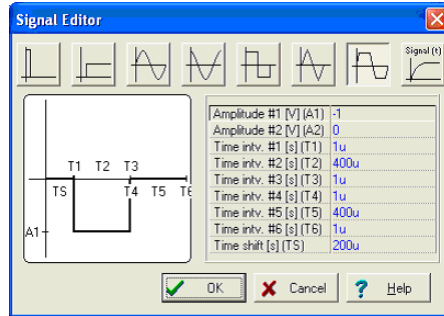 Signal Editor
Signal (t)
T1 T2 T3
TS T4 T5 T6
A1
Amplitude #1 [V] (A1) -1
Amplitude #2 [V] (A2) 0
Time intv. #1 [s] (T1) 1u
Time intv. #2 [s] (T2) 400u
Time intv. #3 [s] (T3) 1u
Time intv. #4 [s] (T4) 1u
Time intv. #5 [s] (T5) 400u
Time intv. #6 [s] (T6) 1u
Time shift [s] (TS) 200u
OK Cancel ? Help